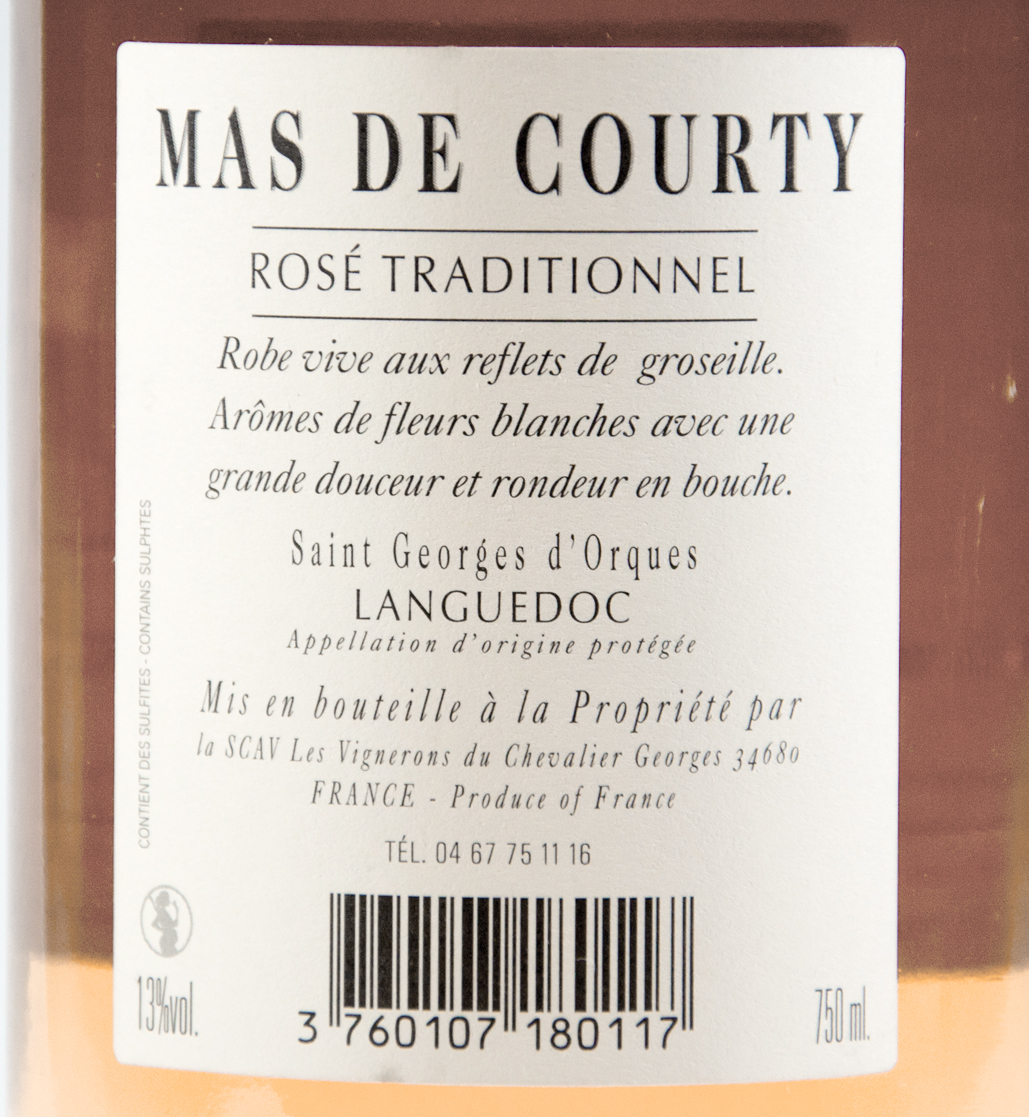 MAS DE COURTY
ROSÉ TRADITIONNEL
Robe vive aux reflets de groseille.
Arômes de fleurs blanches avec une
grande douceur et rondeur en bouche.
Saint Georges d'Orques
LANGUEDOC
Appellation d'origine protégée
Mis en bouteille à la Propriété par
la SCAV Les Vignerons du Chevalier Georges 34680
FRANCE - Produce of France
TÉL. 04 67 75 11 16
CONTIENT DES SULFITES - CONTAINS SULPHTES
13%vol.
3 760107 180117
750 ml.